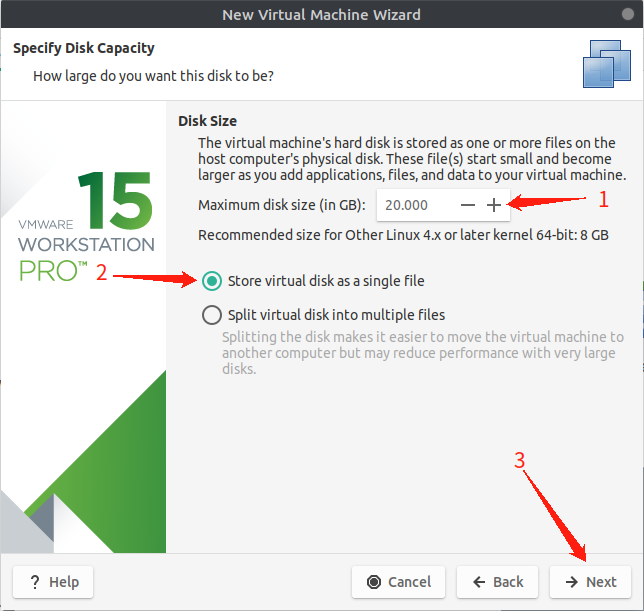 New Virtual Machine Wizard
Specify Disk Capacity
How large do you want this disk to be?
15
VMWARE
WORKSTATION
PRO™
Disk Size
The virtual machine's hard disk is stored as one or more files on the
host computer's physical disk. These file(s) start small and become
larger as you add applications, files, and data to your virtual machine.
Maximum disk size (in GB): 20.000 − + 1
Recommended size for Other Linux 4.x or later kernel 64-bit: 8 GB
2 Store virtual disk as a single file
Split virtual disk into multiple files
Splitting the disk makes it easier to move the virtual machine to
another computer but may reduce performance with very large
disks.
3
? Help Cancel Back Next